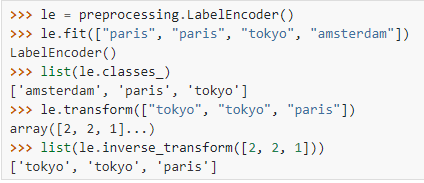 >>> le = preprocessing.LabelEncoder()
>>> le.fit(["paris", "paris", "tokyo", "amsterdam"])
LabelEncoder()
>>> list(le.classes_)
['amsterdam', 'paris', 'tokyo']
>>> le.transform(["tokyo", "tokyo", "paris"])
array([2, 2, 1]...)
>>> list(le.inverse_transform([2, 2, 1]))
['tokyo', 'tokyo', 'paris']